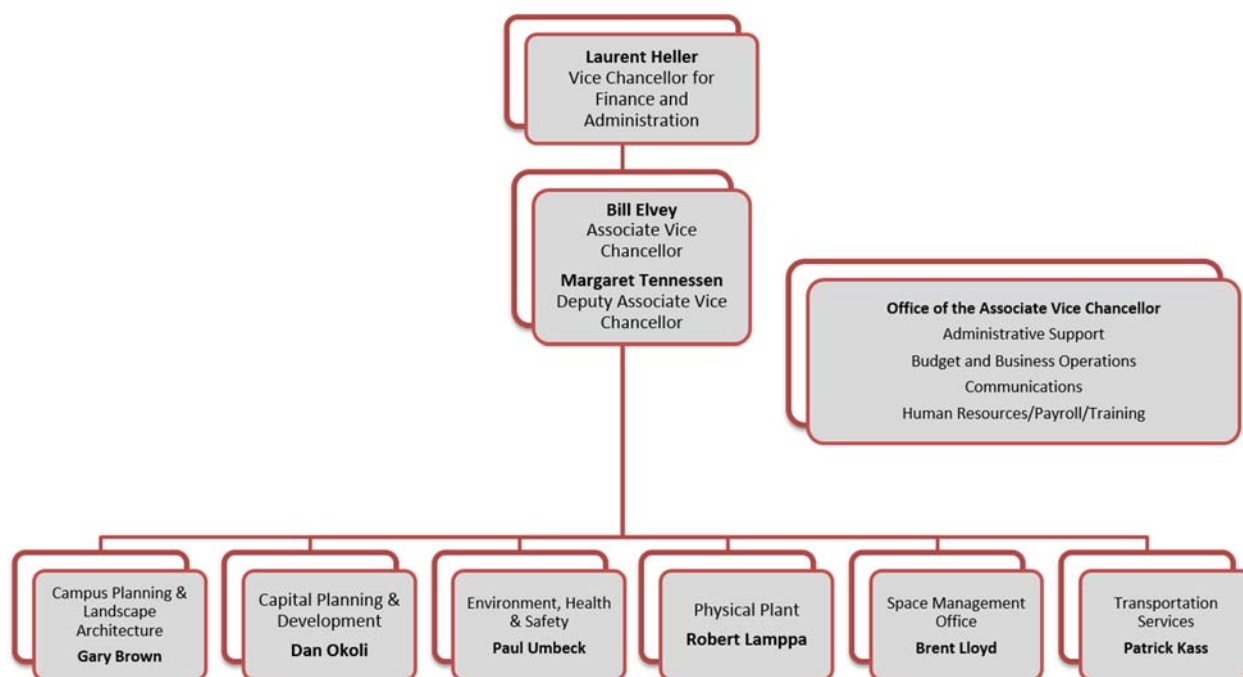 Laurent Heller
Vice Chancellor for
Finance and
Administration
Bill Elvey
Associate Vice
Chancellor
Margaret Tennessen
Deputy Associate Vice
Chancellor
Office of the Associate Vice Chancellor
Administrative Support
Budget and Business Operations
Communications
Human Resources/Payroll/Training
Campus Planning &
Landscape
Architecture
Gary Brown
Capital Planning &
Development
Dan Okoli
Environment, Health
& Safety
Paul Umbeck
Physical Plant
Robert Lamppa
Space Management
Office
Brent Lloyd
Transportation
Services
Patrick Kass